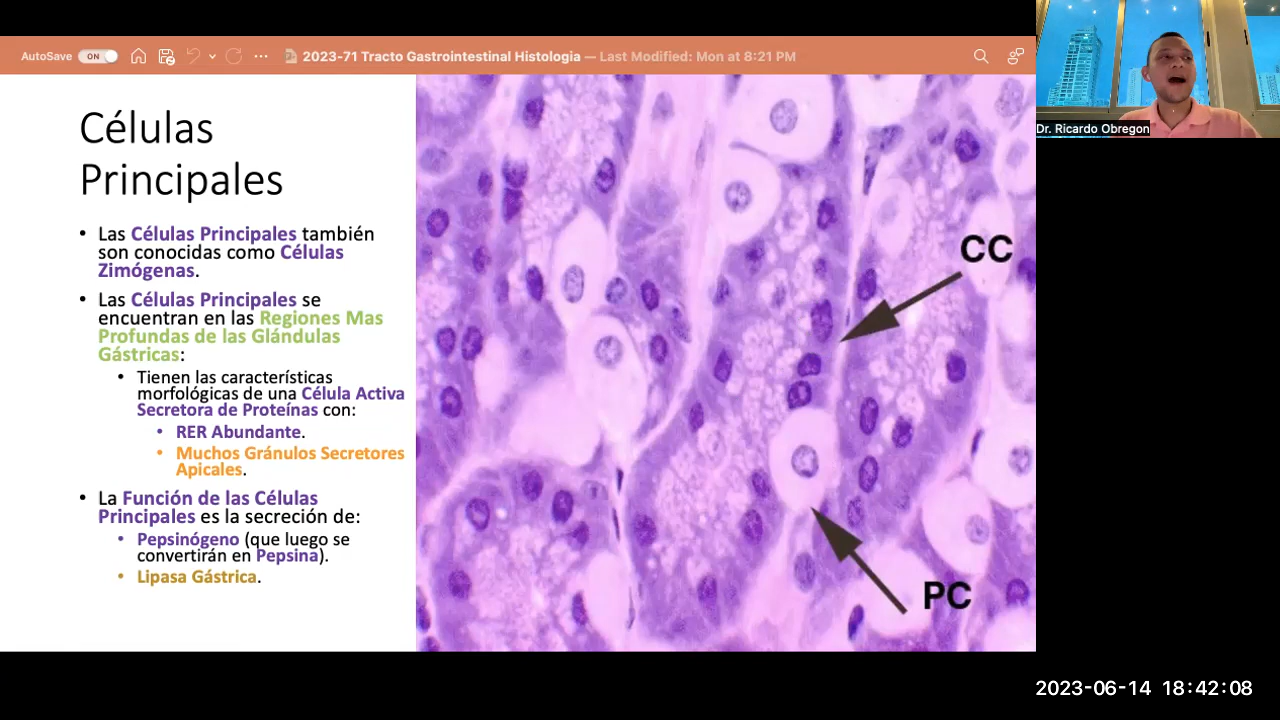 AutoSave ON
2023-71 Tracto Gastrointestinal Histologia — Last Modified: Mon at 8:21 PM
Dr. Ricardo Obregon
Células
Principales
• Las Células Principales también
son conocidas como Células
Zimógenas.
• Las Células Principales se
encuentran en las Regiones Mas
Profundas de las Glándulas
Gástricas:
• Tienen las características
morfológicas de una Célula Activa
Secretora de Proteínas con:
• RER Abundante.
• Muchos Gránulos Secretores
Apicales.
• La Función de las Células
Principales es la secreción de:
• Pepsinógeno (que luego se
convertirán en Pepsina).
• Lipasa Gástrica.
CC
PC
2023-06-14 18:42:08